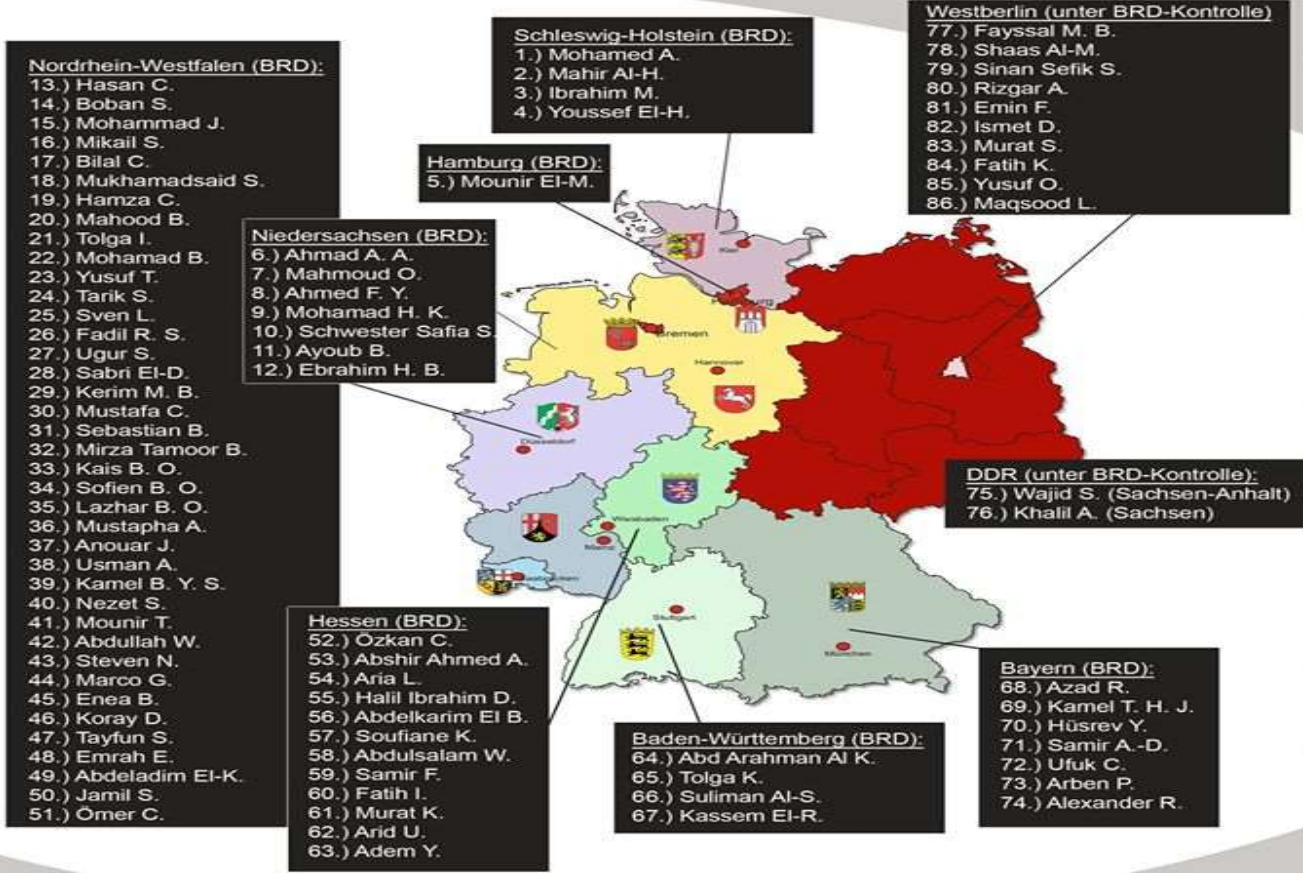 Nordrhein-Westfalen (BRD):
13.) Hasan C.
14.) Boban S.
15.) Mohammad J.
16.) Mikail S.
17.) Bilal C.
18.) Mukhamadsaid S.
19.) Hamza C.
20.) Mahood B.
21.) Tolga I.
22.) Mohamad B.
23.) Yusuf T.
24.) Tarik S.
25.) Sven L.
26.) Fadil R. S.
27.) Ugur S.
28.) Sabri El-D.
29.) Kerim M. B.
30.) Mustafa C.
31.) Sebastian B.
32.) Mirza Tamoor B.
33.) Kais B. O.
34.) Sofien B. O.
35.) Lazhar B. O.
36.) Mustapha A.
37.) Anouar J.
38.) Usman A.
39.) Kamel B. Y. S.
40.) Nezet S.
41.) Mounir T.
42.) Abdullah W.
43.) Steven N.
44.) Marco G.
45.) Enea B.
46.) Koray D.
47.) Tayfun S.
48.) Emrah E.
49.) Abdeladim El-K.
50.) Jamil S.
51.) Ömer C.
Schleswig-Holstein (BRD):
1.) Mohamed A.
2.) Mahir Al-H.
3.) Ibrahim M.
4.) Youssef El-H.
Hamburg (BRD):
5.) Mounir El-M.
Niedersachsen (BRD):
6.) Ahmad A. A.
7.) Mahmoud O.
8.) Ahmed F. Y.
9.) Mohamad H. K.
10.) Schwester Safia S.
11.) Ayoub B.
12.) Ebrahim H. B.
Westberlin (unter BRD-Kontrolle)
77.) Fayssal M. B.
78.) Shaas Al-M.
79.) Sinan Sefik S.
80.) Rizgar A.
81.) Emin F.
82.) Ismet D.
83.) Murat S.
84.) Fatih K.
85.) Yusuf O.
86.) Maqsood L.
Kiel
Bremen
Hannover
Düsseldorf
Wiesbaden
Mainz
Stuttgart
München
DDR (unter BRD-Kontrolle):
75.) Wajid S. (Sachsen-Anhalt)
76.) Khalil A. (Sachsen)
Hessen (BRD):
52.) Özkan C.
53.) Abshir Ahmed A.
54.) Aria L.
55.) Halil Ibrahim D.
56.) Abdelkarim El B.
57.) Soufiane K.
58.) Abdulsalam W.
59.) Samir F.
60.) Fatih I.
61.) Murat K.
62.) Arid U.
63.) Adem Y.
Baden-Württemberg (BRD):
64.) Abd Arahman Al K.
65.) Tolga K.
66.) Suliman Al-S.
67.) Kassem El-R.
Bayern (BRD):
68.) Azad R.
69.) Kamel T. H. J.
70.) Hüsrev Y.
71.) Samir A.-D.
72.) Ufuk C.
73.) Arben P.
74.) Alexander R.